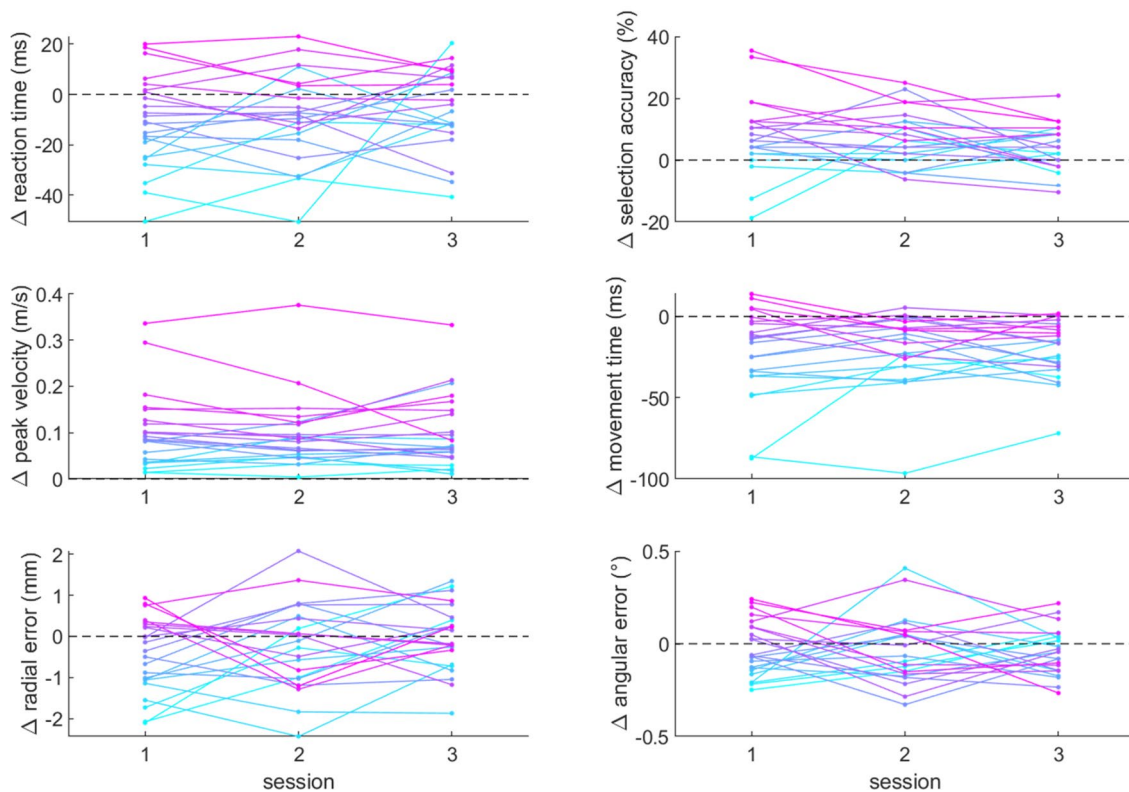 Δ reaction time (ms)
20
0
-20
-40
1 2 3
Δ selection accuracy (%)
40
20
0
-20
1 2 3
Δ peak velocity (m/s)
0.4
0.3
0.2
0.1
0
1 2 3
Δ movement time (ms)
0
-50
-100
1 2 3
Δ radial error (mm)
2
1
0
-1
-2
1 2 3
session
Δ angular error (°)
0.5
0
-0.5
1 2 3
session